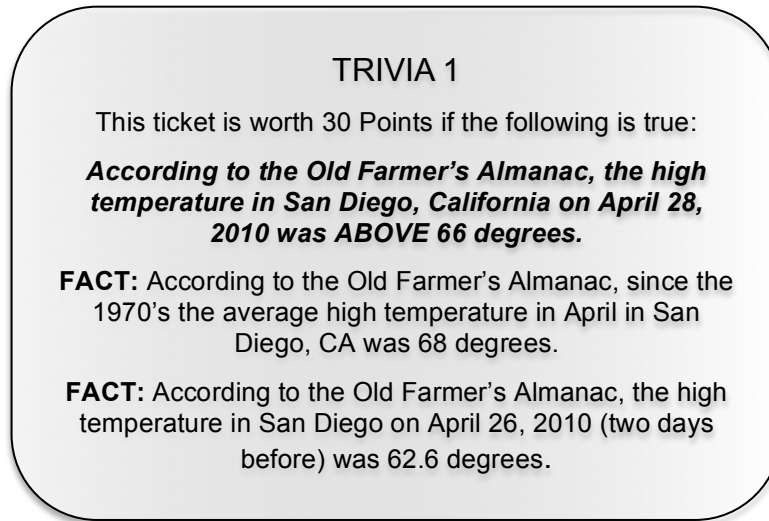 TRIVIA 1
This ticket is worth 30 Points if the following is true:
According to the Old Farmer’s Almanac, the high
temperature in San Diego, California on April 28,
2010 was ABOVE 66 degrees.
FACT: According to the Old Farmer’s Almanac, since the
1970’s the average high temperature in April in San
Diego, CA was 68 degrees.
FACT: According to the Old Farmer’s Almanac, the high
temperature in San Diego on April 26, 2010 (two days
before) was 62.6 degrees.